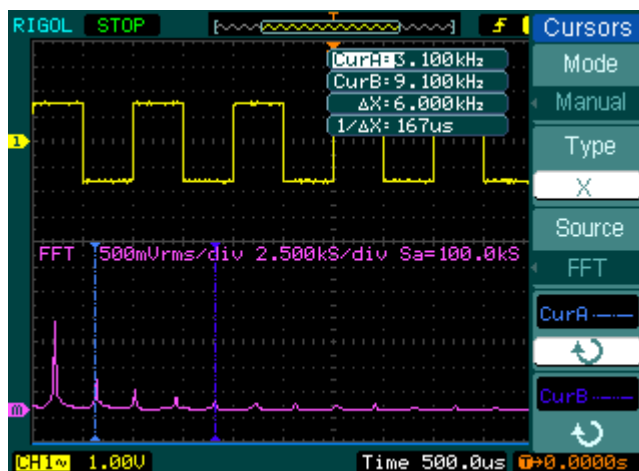 RIGOL STOP
CurA=3.100kHz
CurB=9.100kHz
ΔX=6.000kHz
1/ΔX=167us
1
FFT 500mVrms/div 2.500kS/div Sa=100.0kS
M
CH1 1.00V Time 500.0us T→0.0000s
Cursors
Mode
Manual
Type
X
Source
FFT
CurA
CurB